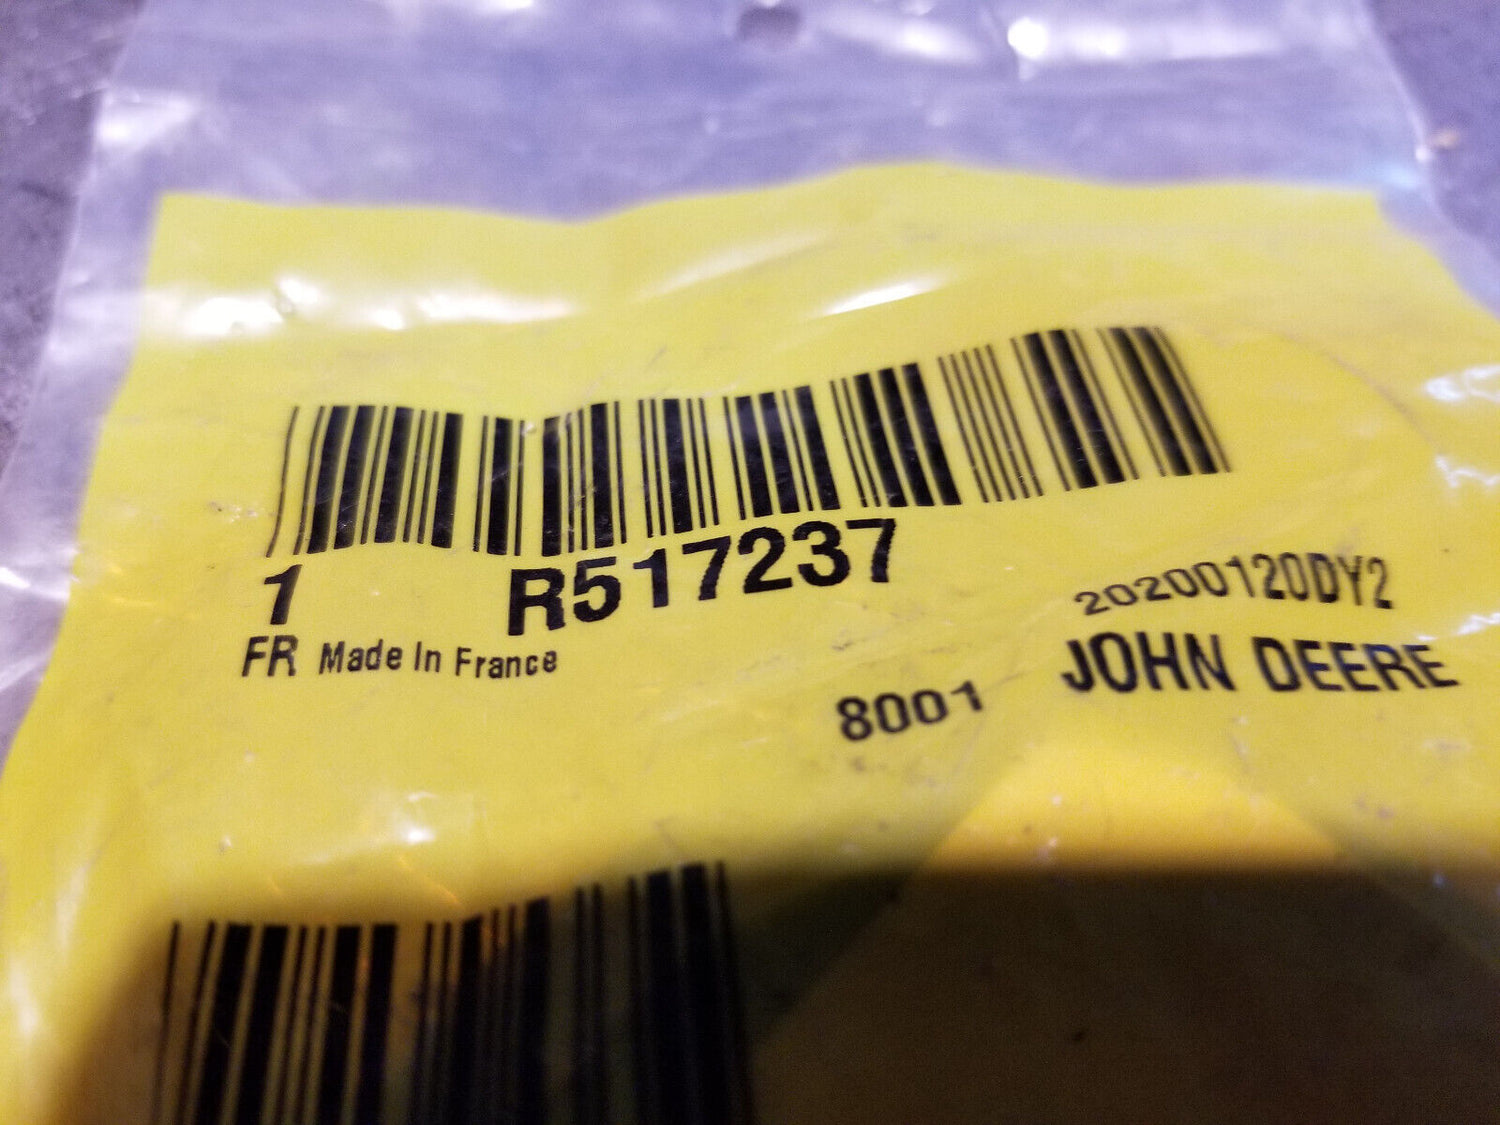 1 R517237
20200120DY2
FR Made In France
JOHN DEERE
8001